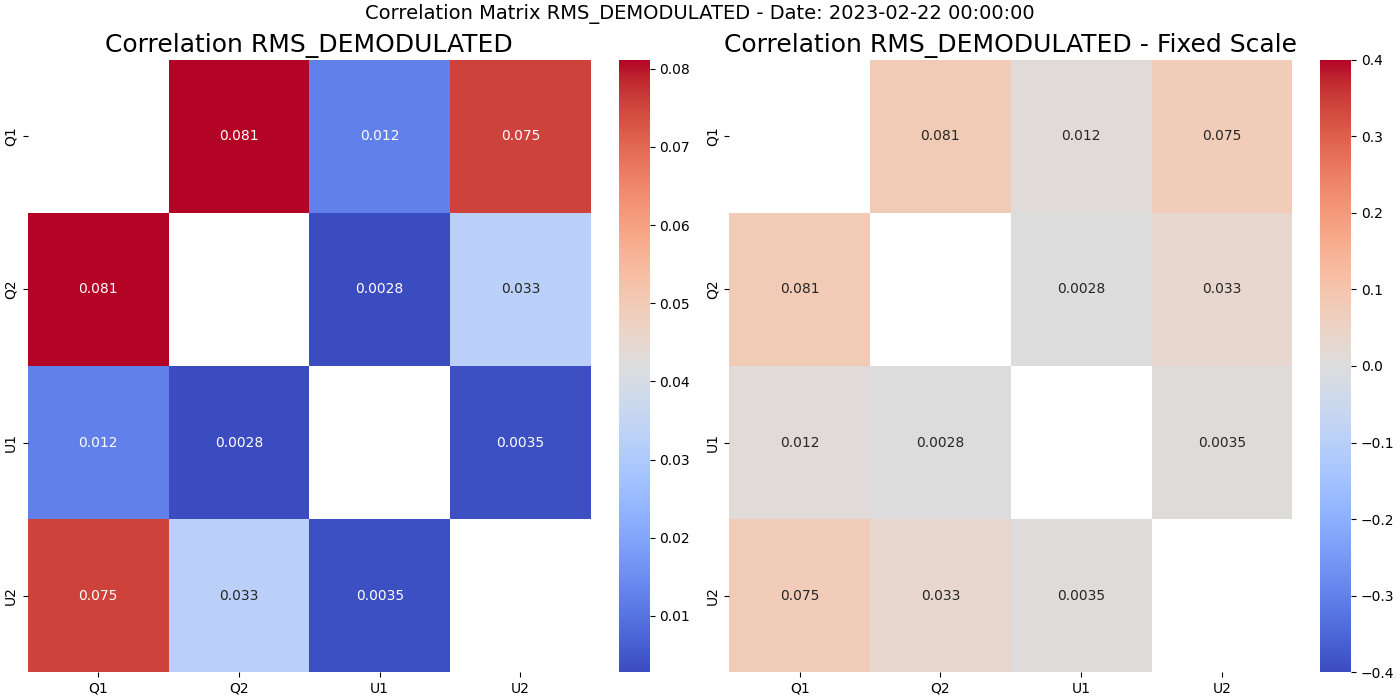 Correlation Matrix RMS_DEMODULATED - Date: 2023-02-22 00:00:00
Correlation RMS_DEMODULATED
Q1
0.081
0.012
0.075
Q2
0.081
0.0028
0.033
U1
0.012
0.0028
0.0035
U2
0.075
0.033
0.0035
Q1
Q2
U1
U2
0.08
0.07
0.06
0.05
0.04
0.03
0.02
0.01
Correlation RMS_DEMODULATED - Fixed Scale
Q1
0.081
0.012
0.075
Q2
0.081
0.0028
0.033
U1
0.012
0.0028
0.0035
U2
0.075
0.033
0.0035
Q1
Q2
U1
U2
0.4
0.3
0.2
0.1
0.0
−0.1
−0.2
−0.3
−0.4